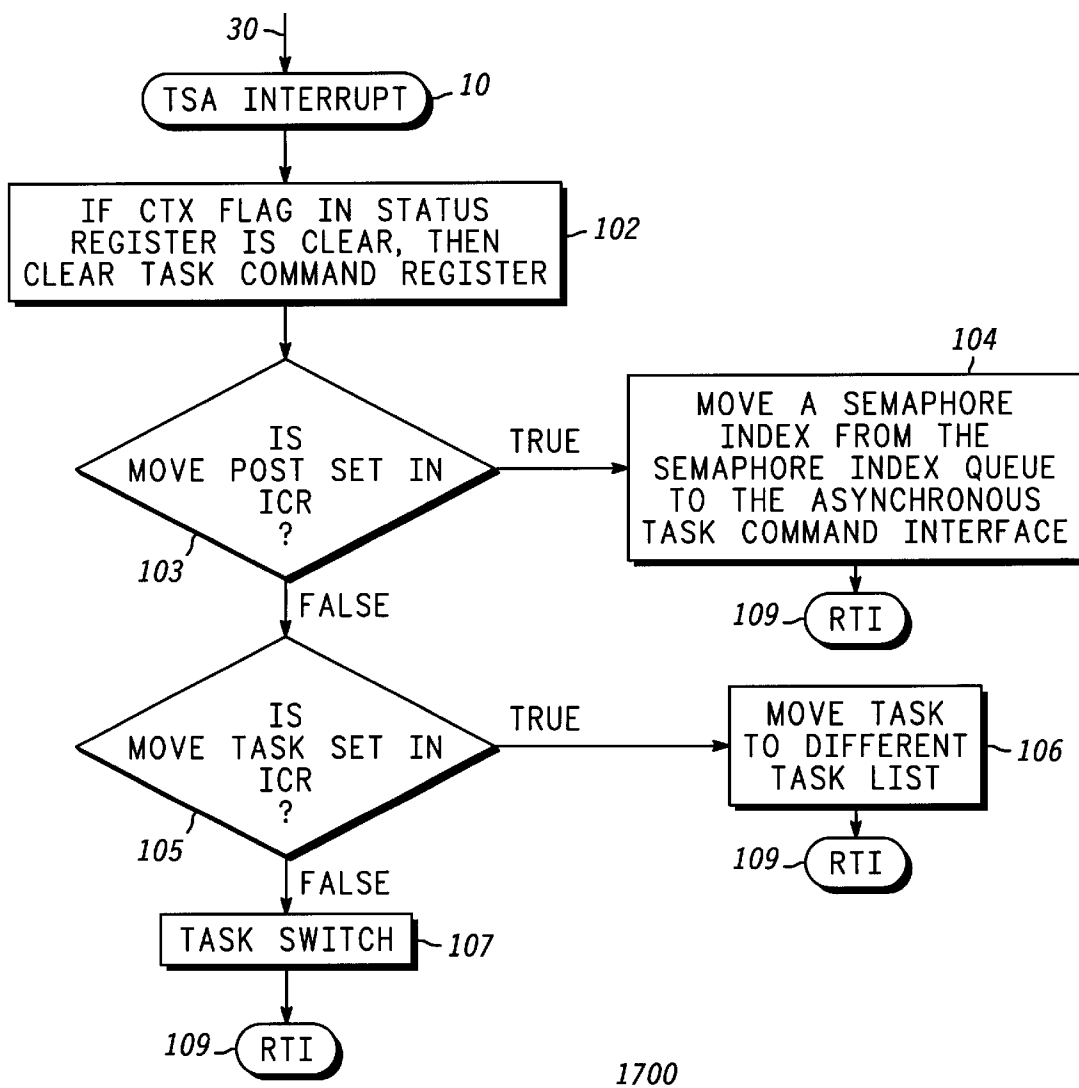 30
TSA INTERRUPT
10
IF CTX FLAG IN STATUS
REGISTER IS CLEAR, THEN
CLEAR TASK COMMAND REGISTER
102
IS
MOVE POST SET IN
ICR
?
103
TRUE
104
MOVE A SEMAPHORE
INDEX FROM THE
SEMAPHORE INDEX QUEUE
TO THE ASYNCHRONOUS
TASK COMMAND INTERFACE
109
RTI
FALSE
IS
MOVE TASK SET IN
ICR
?
105
TRUE
MOVE TASK
TO DIFFERENT
TASK LIST
106
109
RTI
FALSE
TASK SWITCH
107
109
RTI
1700